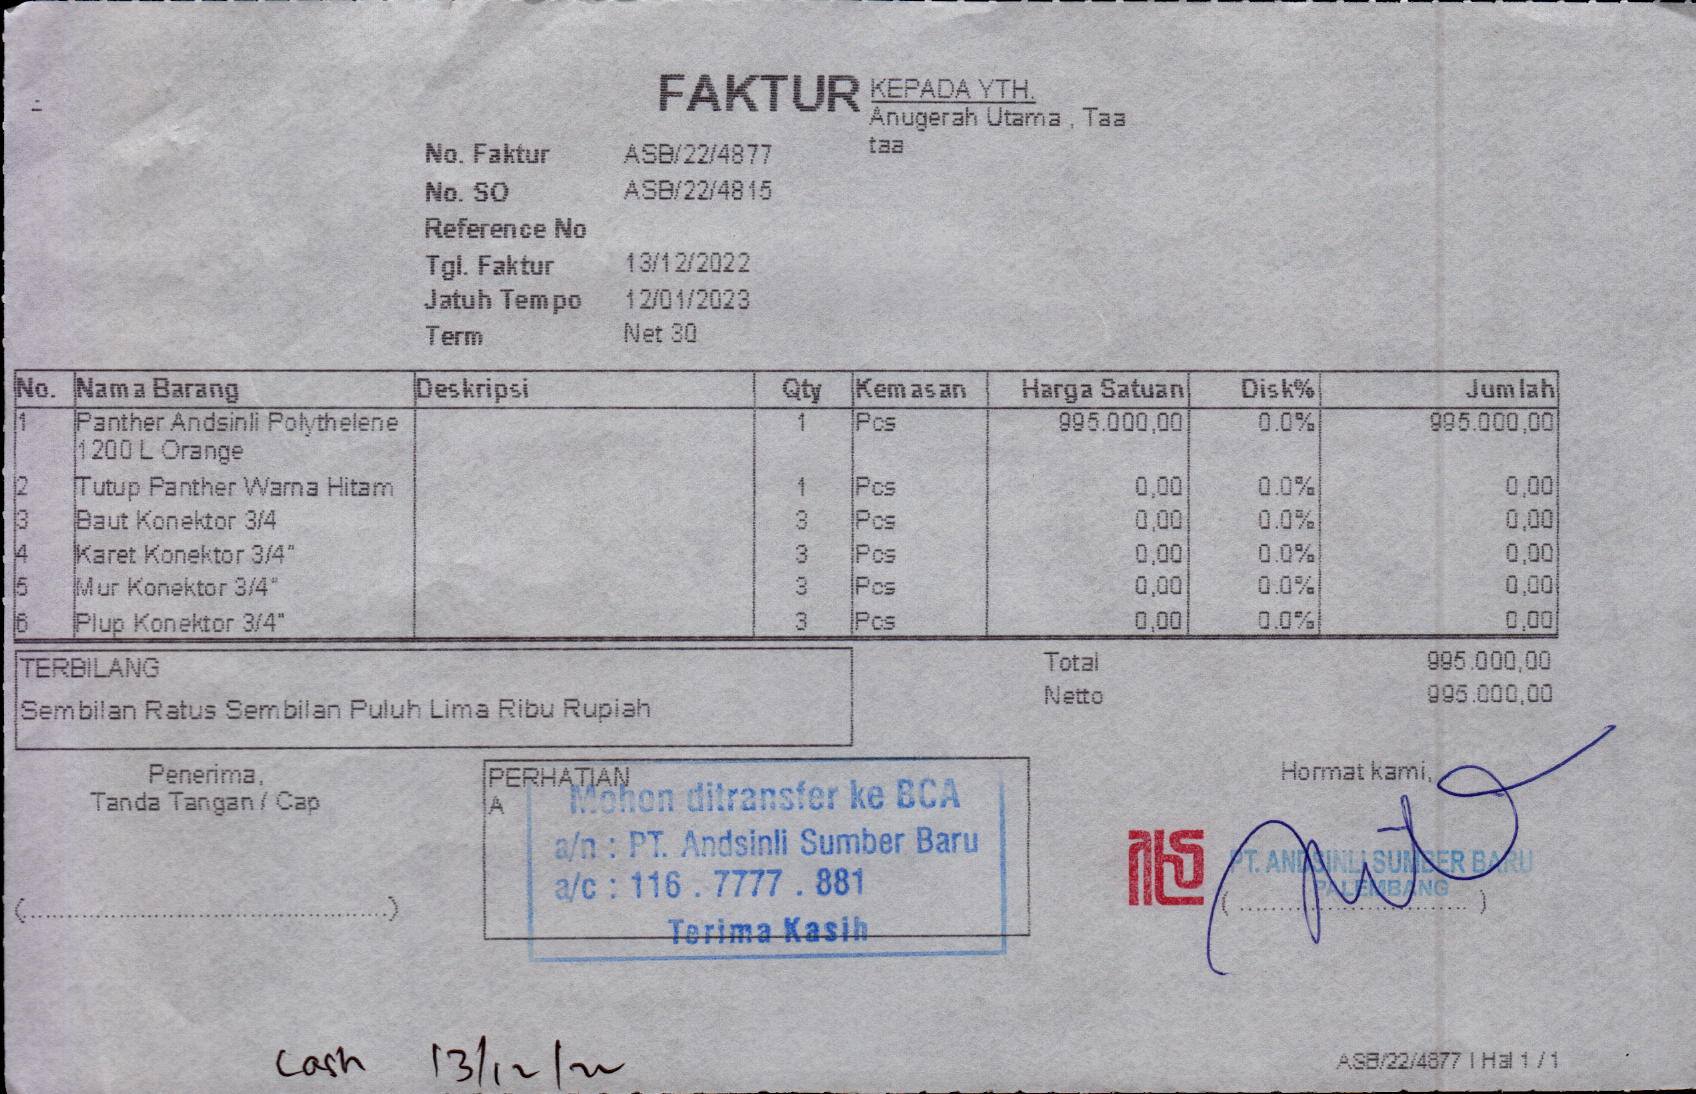 FAKTUR
KEPADA YTH.
Anugerah Utama , Taa
taa
No. Faktur ASB/22/4877
No. SO ASB/22/4815
Reference No
Tgl. Faktur 13/12/2022
Jatuh Tempo 12/01/2023
Term Net 30
No. Nama Barang Deskripsi Qty Kemasan Harga Satuan Disk% Jumlah
1 Panther Andsinli Polythelene 1 Pcs 995.000,00 0.0% 995.000,00
1200 L Orange
2 Tutup Panther Warna Hitam 1 Pcs 0,00 0.0% 0,00
3 Baut Konektor 3/4 3 Pcs 0,00 0.0% 0,00
4 Karet Konektor 3/4" 3 Pcs 0,00 0.0% 0,00
5 Mur Konektor 3/4" 3 Pcs 0,00 0.0% 0,00
6 Plup Konektor 3/4" 3 Pcs 0,00 0.0% 0,00
TERBILANG
Sembilan Ratus Sembilan Puluh Lima Ribu Rupiah
Total 995.000,00
Netto 995.000,00
Penerima,
Tanda Tangan / Cap
(................................................)
PERHATIAN
A
Mohon ditransfer ke BCA
a/n : PT. Andsinli Sumber Baru
a/c : 116 . 7777 . 881
Terima Kasih
Hormat kami,
PT. ANDSINLI SUMBER BARU
PALEMBANG
( .............................. )
Cash 13/12/22
ASB/22/4877 | Hal 1 / 1